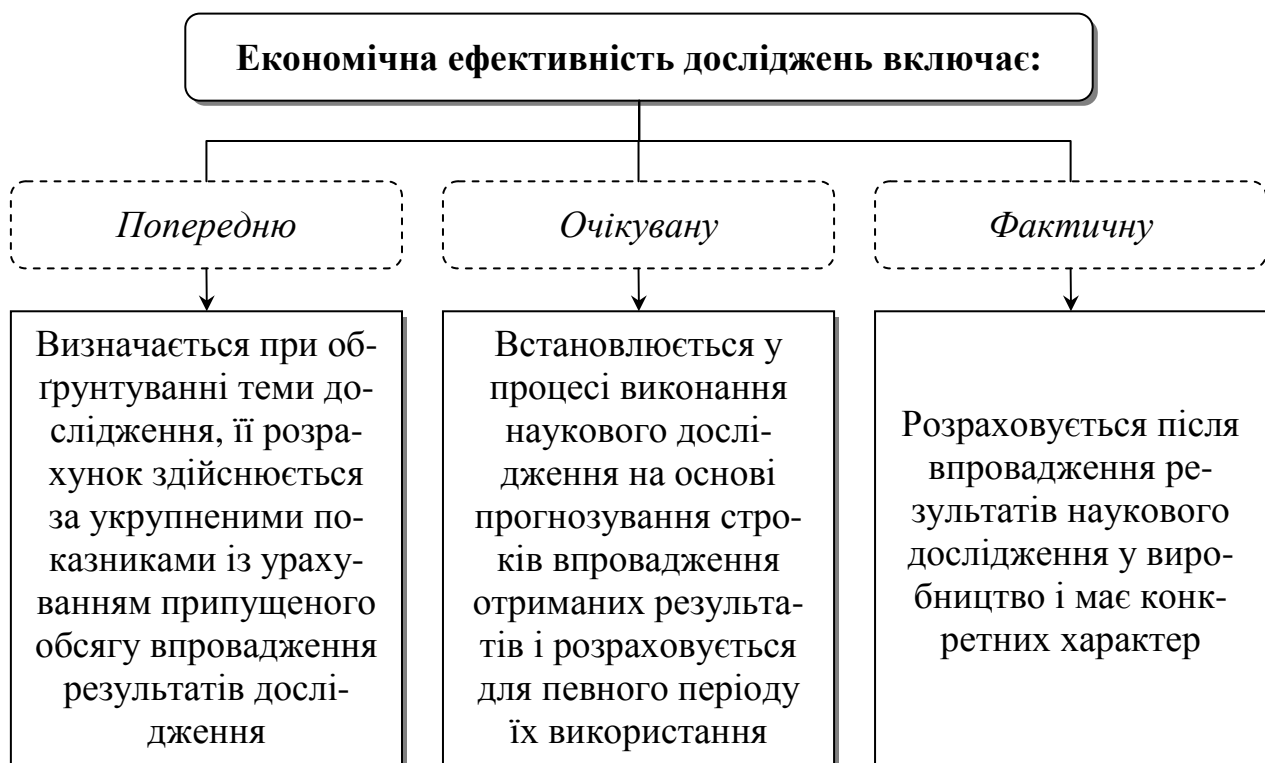 Економічна ефективність досліджень включає:
Попередню
Очікувану
Фактичну
Визначається при об-
ґрунтуванні теми до-
слідження, її розра-
хунок здійснюється
за укрупненими по-
казниками із ураху-
ванням припущеного
обсягу впровадження
результатів дослі-
дження
Встановлюється у
процесі виконання
наукового дослі-
дження на основі
прогнозування стро-
ків впровадження
отриманих результа-
тів і розраховується
для певного періоду
їх використання
Розраховується після
впровадження ре-
зультатів наукового
дослідження у виро-
бництво і має конк-
ретних характер